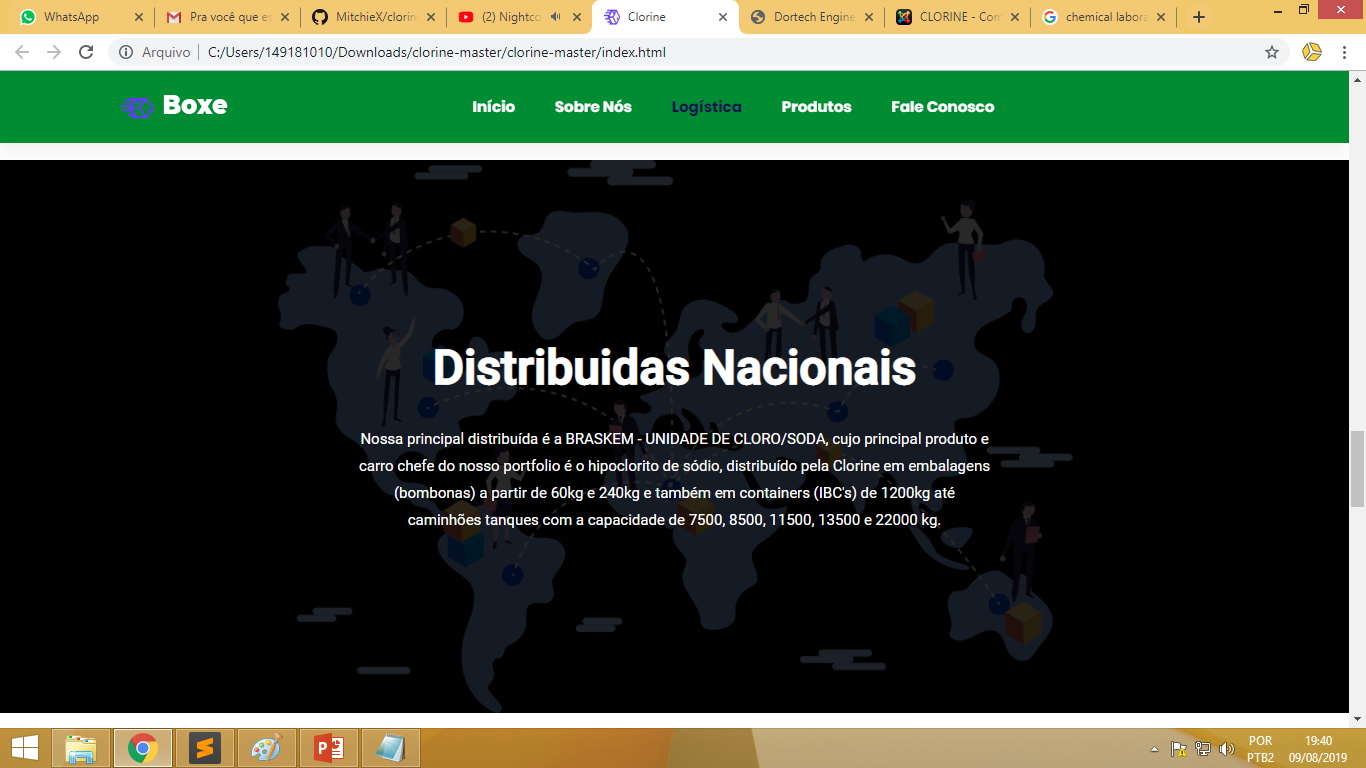 WhatsApp
Pra você que es
MitchieX/clorin
(2) Nightco
Clorine
Dortech Engine
CLORINE - Com
chemical labora
Arquivo
C:/Users/149181010/Downloads/clorine-master/clorine-master/index.html
Boxe
Início
Sobre Nós
Logística
Produtos
Fale Conosco
Distribuidas Nacionais
Nossa principal distribuída é a BRASKEM - UNIDADE DE CLORO/SODA, cujo principal produto e
carro chefe do nosso portfolio é o hipoclorito de sódio, distribuído pela Clorine em embalagens
(bombonas) a partir de 60kg e 240kg e também em containers (IBC's) de 1200kg até
caminhões tanques com a capacidade de 7500, 8500, 11500, 13500 e 22000 kg.
POR
PTB2
19:40
09/08/2019